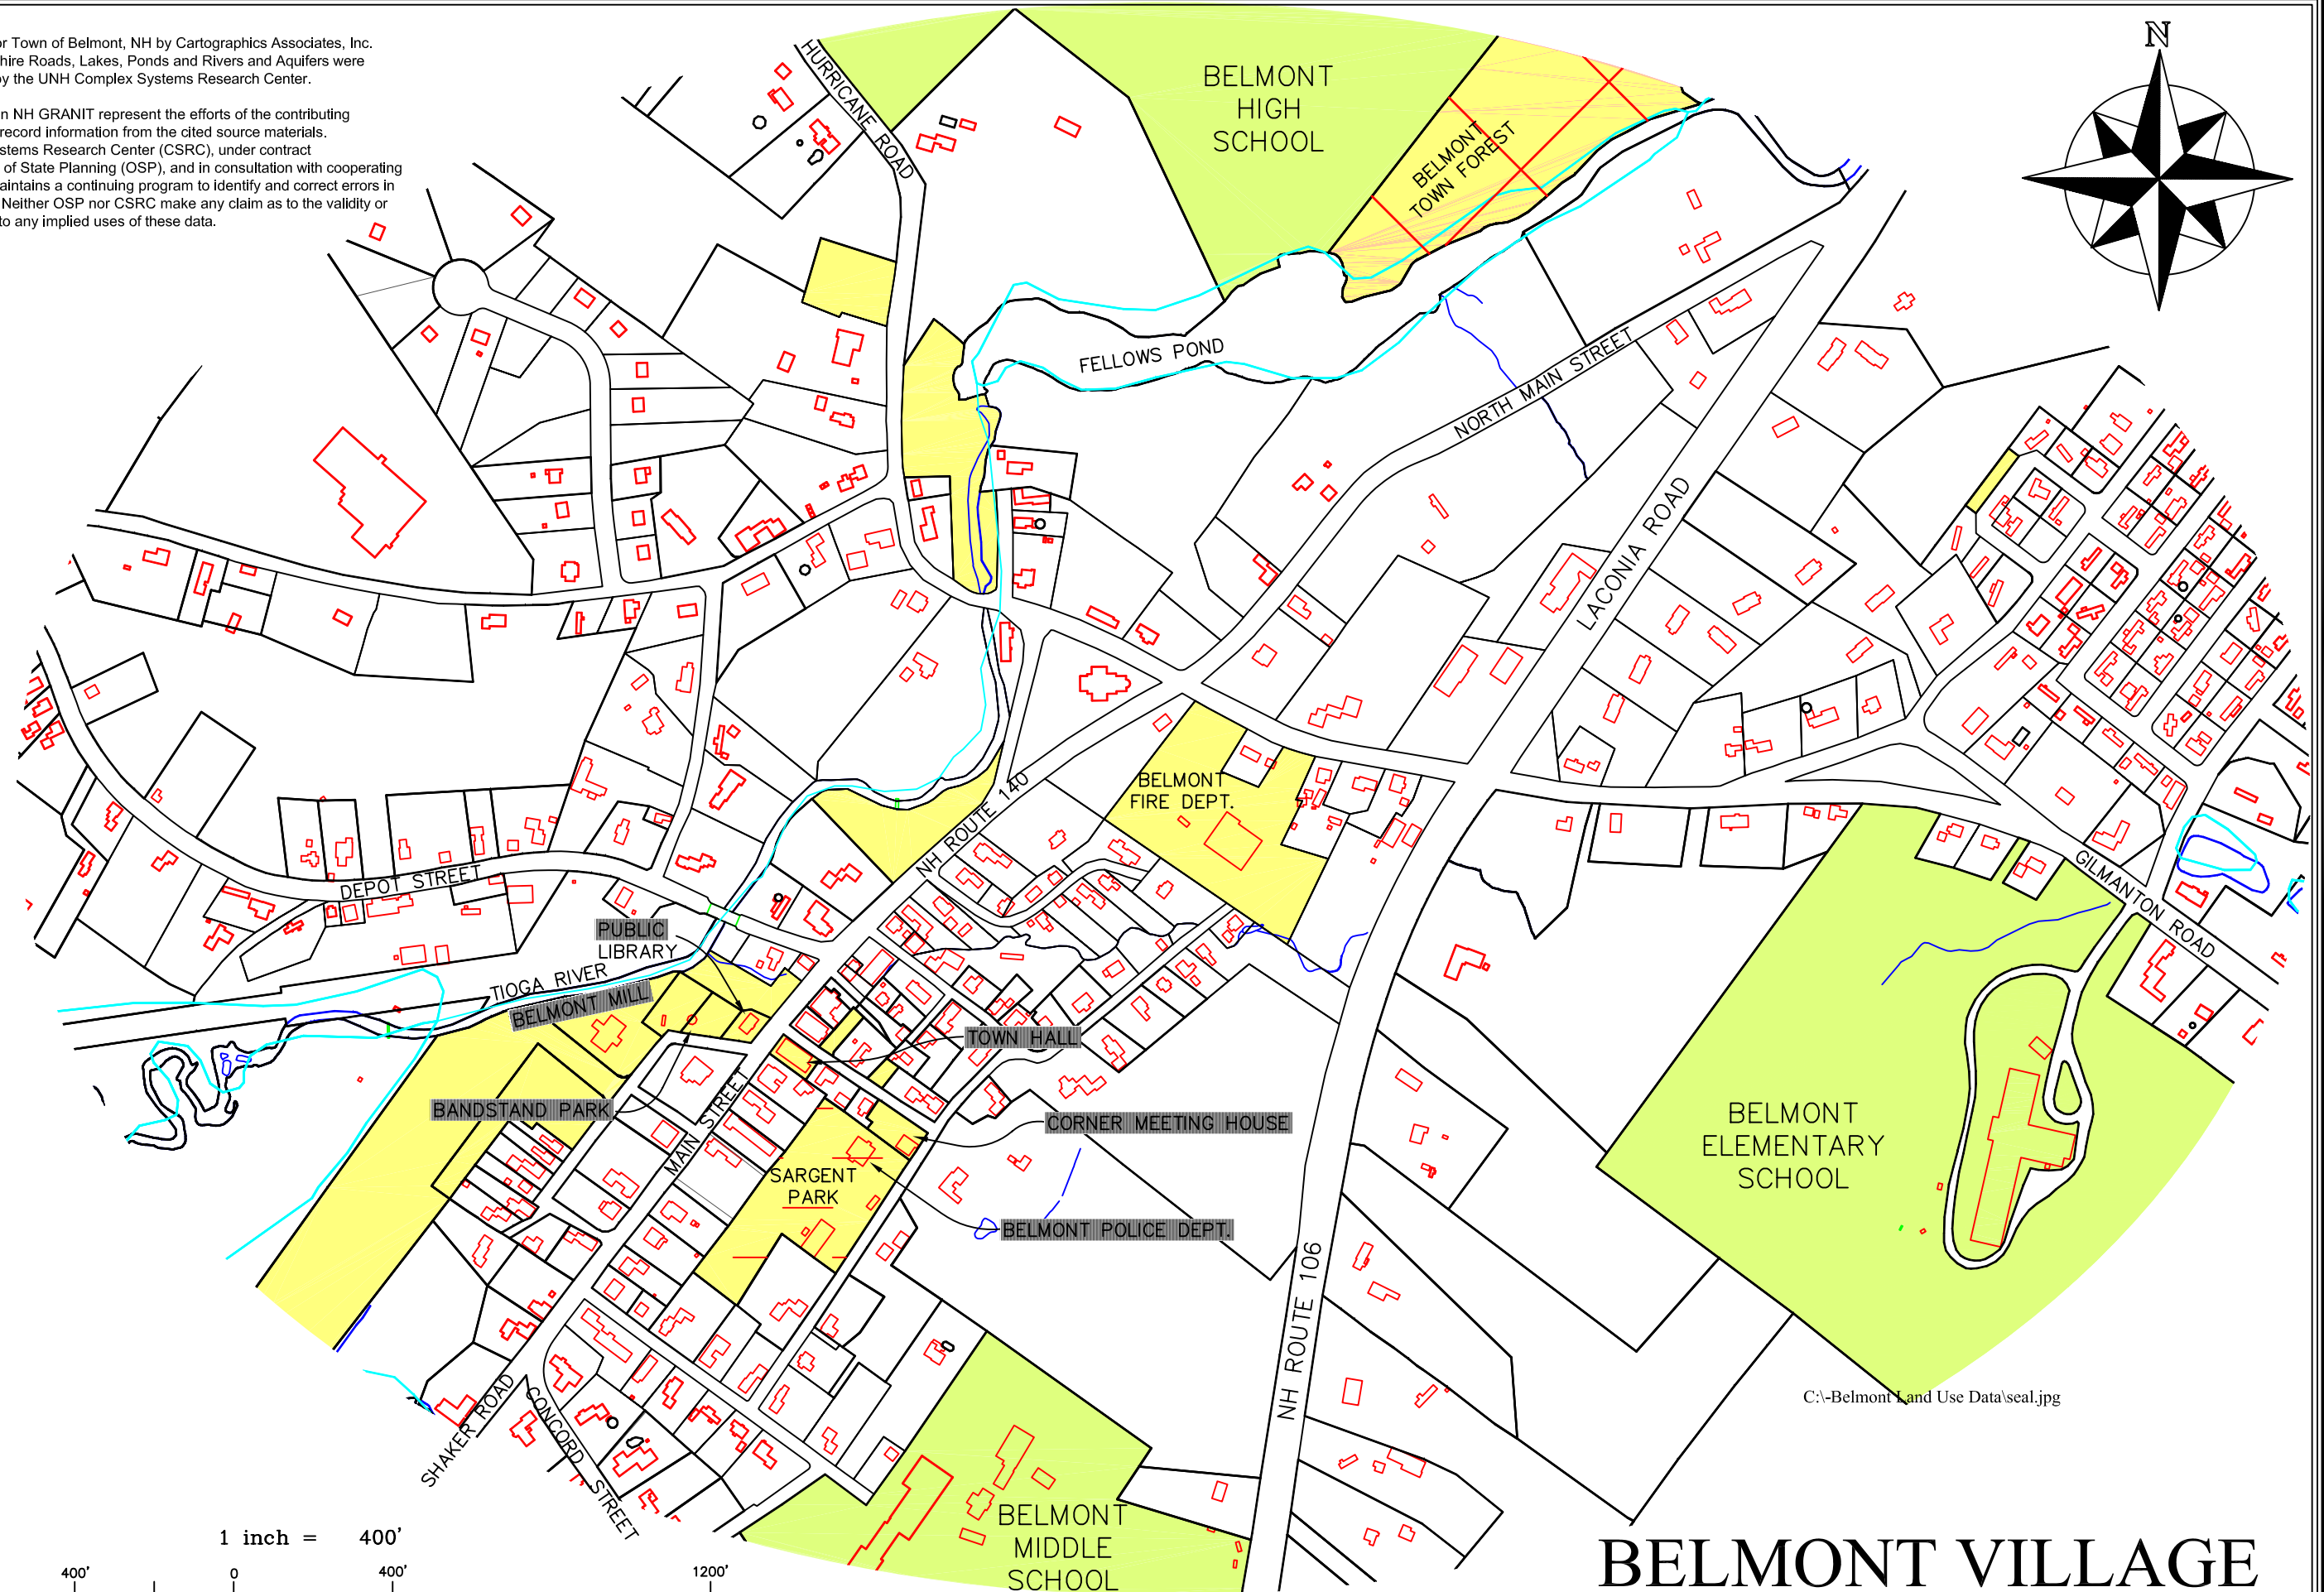 or Town of Belmont, NH by Cartographics Associates, Inc.
hire Roads, Lakes, Ponds and Rivers and Aquifers were
by the UNH Complex Systems Research Center.
n NH GRANIT represent the efforts of the contributing
record information from the cited source materials.
stems Research Center (CSRC), under contract
of State Planning (OSP), and in consultation with cooperating
aintains a continuing program to identify and correct errors in
Neither OSP nor CSRC make any claim as to the validity or
to any implied uses of these data.
N
HURRICANE ROAD
BELMONT
HIGH
SCHOOL
BELMONT
TOWN FOREST
FELLOWS POND
NORTH MAIN STREET
LACONIA ROAD
BELMONT
FIRE DEPT.
NH ROUTE 140
DEPOT STREET
GILMANTON ROAD
PUBLIC
LIBRARY
TIOGA RIVER
BELMONT MILL
TOWN HALL
BANDSTAND PARK
MAIN STREET
CORNER MEETING HOUSE
SARGENT
PARK
BELMONT POLICE DEPT.
BELMONT
ELEMENTARY
SCHOOL
NH ROUTE 106
SHAKER ROAD
CONCORD STREET
C:\-Belmont Land Use Data\seal.jpg
BELMONT
MIDDLE
SCHOOL
1 inch = 400'
400' 0 400' 1200'
BELMONT VILLAGE